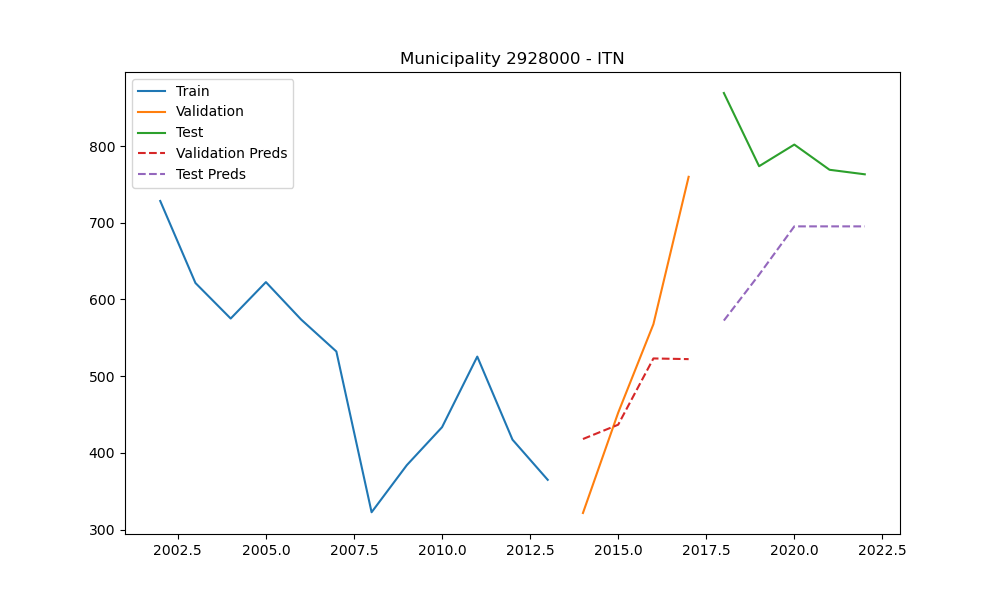 Municipality 2928000 - ITN
Train
Validation
Test
Validation Preds
Test Preds
800
700
600
500
400
300
2002.5 2005.0 2007.5 2010.0 2012.5 2015.0 2017.5 2020.0 2022.5